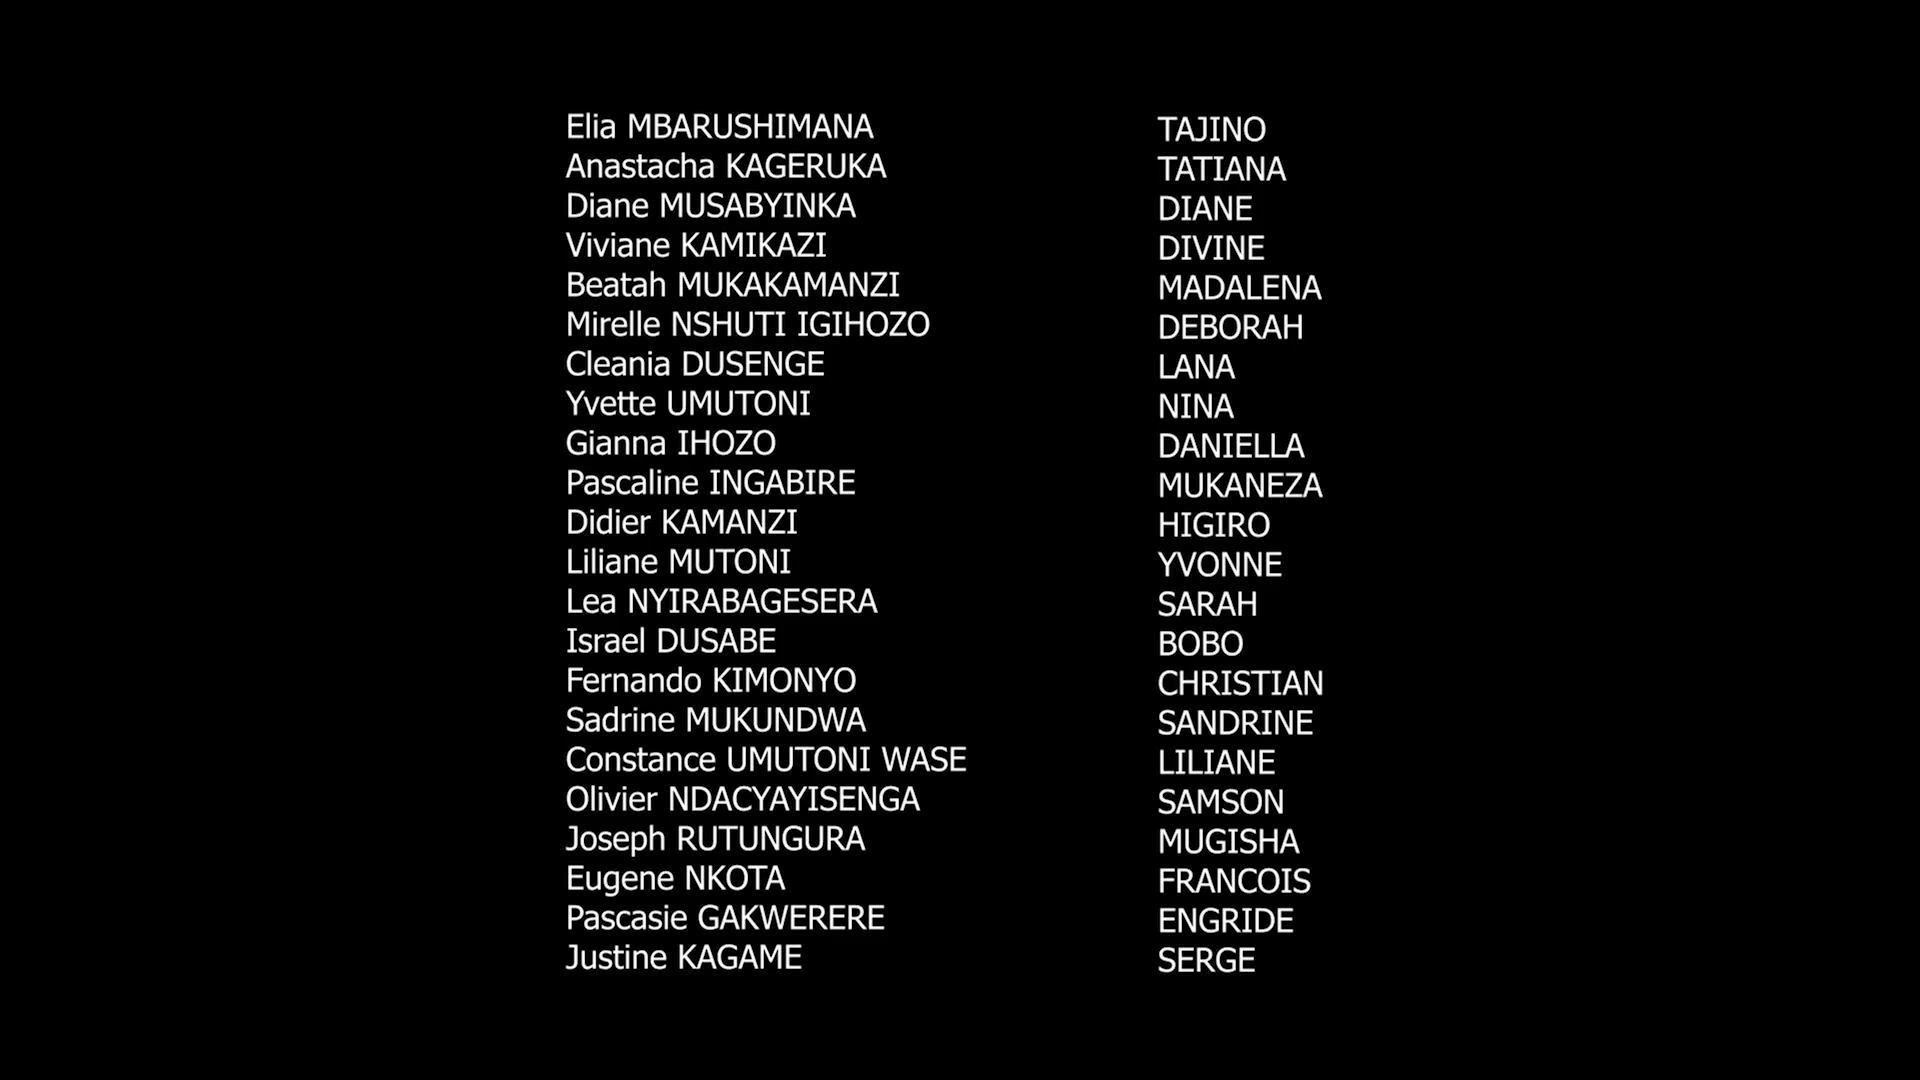 Elia MBARUSHIMANA TAJINO
Anastacha KAGERUKA TATIANA
Diane MUSABYINKA DIANE
Viviane KAMIKAZI DIVINE
Beatah MUKAKAMANZI MADALENA
Mirelle NSHUTI IGIHOZO DEBORAH
Cleania DUSENGE LANA
Yvette UMUTONI NINA
Gianna IHOZO DANIELLA
Pascaline INGABIRE MUKANEZA
Didier KAMANZI HIGIRO
Liliane MUTONI YVONNE
Lea NYIRABAGESERA SARAH
Israel DUSABE BOBO
Fernando KIMONYO CHRISTIAN
Sadrine MUKUNDWA SANDRINE
Constance UMUTONI WASE LILIANE
Olivier NDACYAYISENGA SAMSON
Joseph RUTUNGURA MUGISHA
Eugene NKOTA FRANCOIS
Pascasie GAKWERERE ENGRIDE
Justine KAGAME SERGE